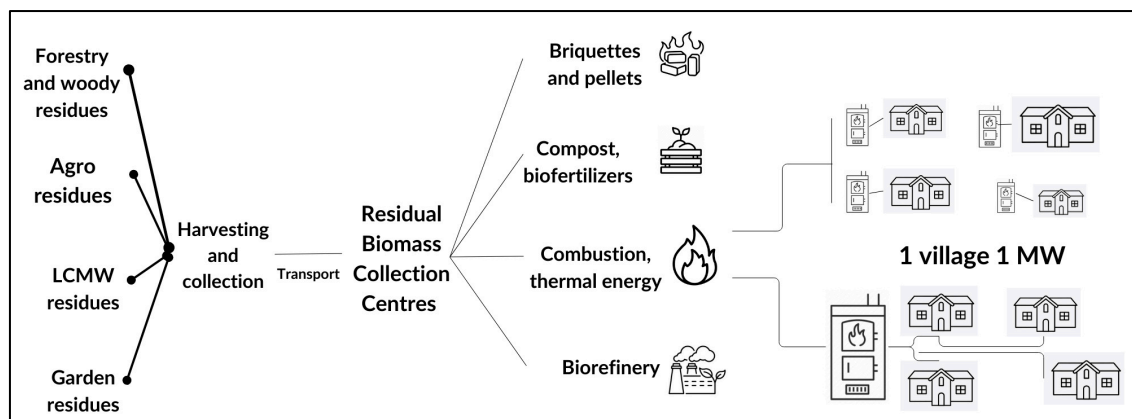 Forestry
and woody
residues
Agro
residues
LCMW
residues
Garden
residues
Harvesting
and
collection
Transport
Residual
Biomass
Collection
Centres
Briquettes
and pellets
Compost,
biofertilizers
Combustion,
thermal energy
Biorefinery
1 village 1 MW